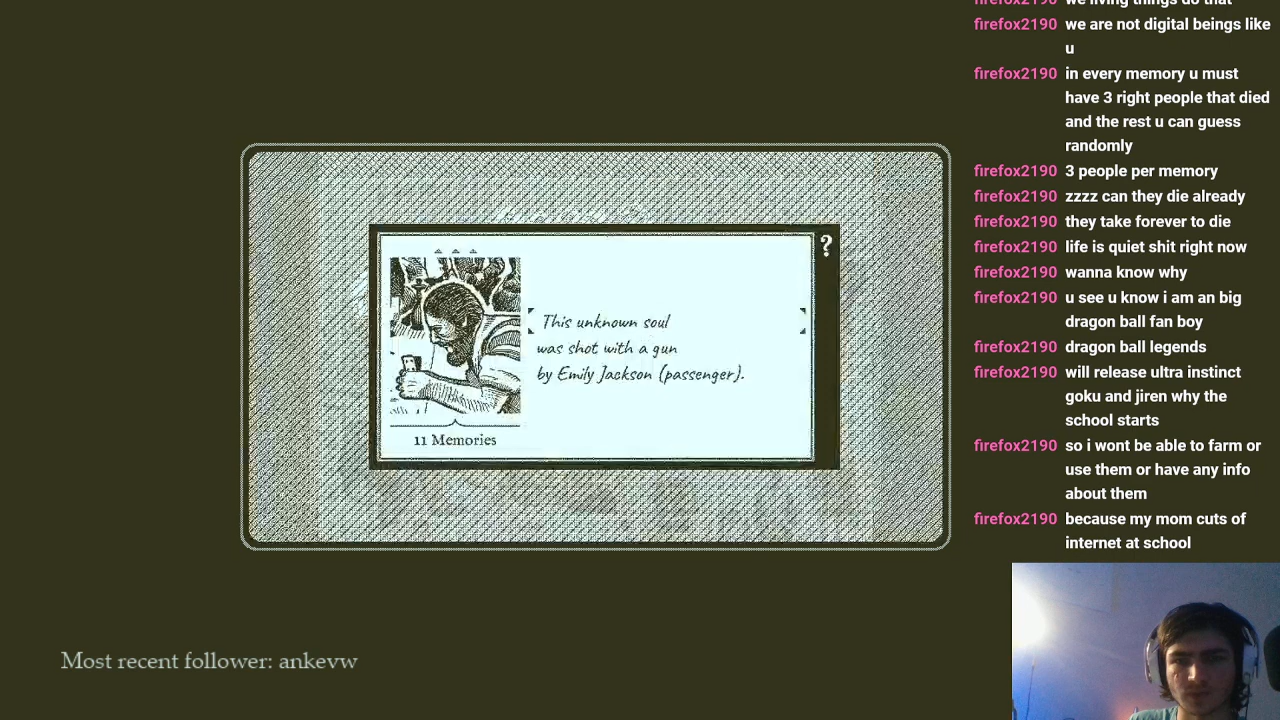 This unknown soul
was shot with a gun
by Emily Jackson (passenger).
11 Memories
?
Most recent follower: ankevw
firefox2190 we are not digital beings like
u
firefox2190 in every memory u must
have 3 right people that died
and the rest u can guess
randomly
firefox2190 3 people per memory
firefox2190 zzzz can they die already
firefox2190 they take forever to die
firefox2190 life is quiet shit right now
firefox2190 wanna know why
firefox2190 u see u know i am an big
dragon ball fan boy
firefox2190 dragon ball legends
firefox2190 will release ultra instinct
goku and jiren why the
school starts
firefox2190 so i wont be able to farm or
use them or have any info
about them
firefox2190 because my mom cuts of
internet at school